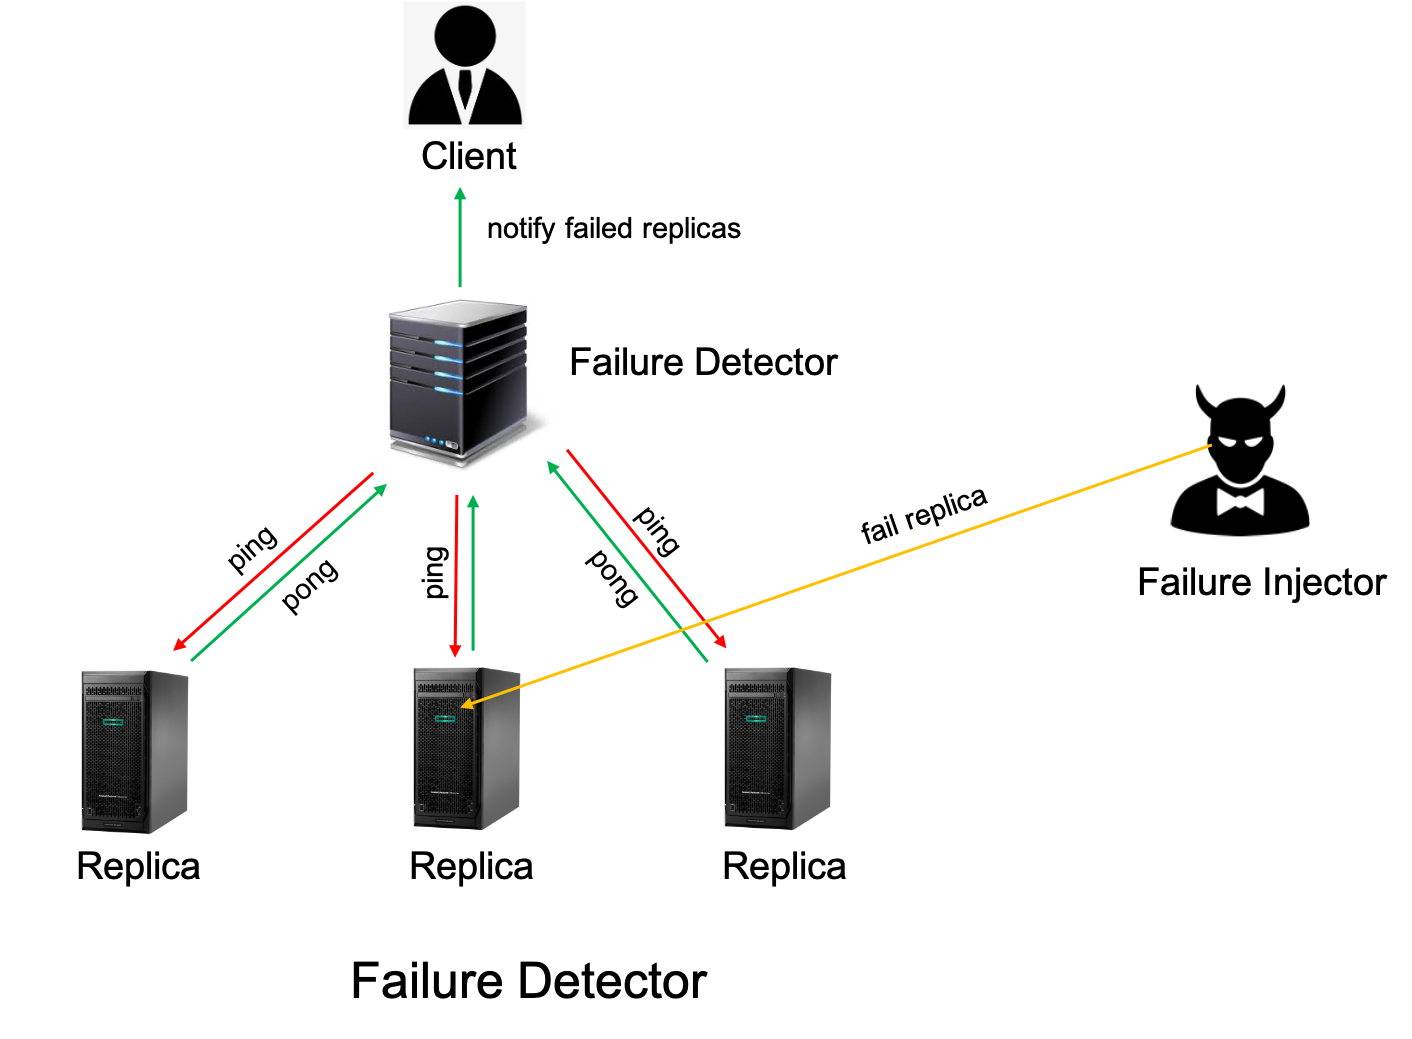 Client
notify failed replicas
Failure Detector
fail replica
Failure Injector
ping
pong
ping
ping
pong
Replica
Replica
Replica
Failure Detector